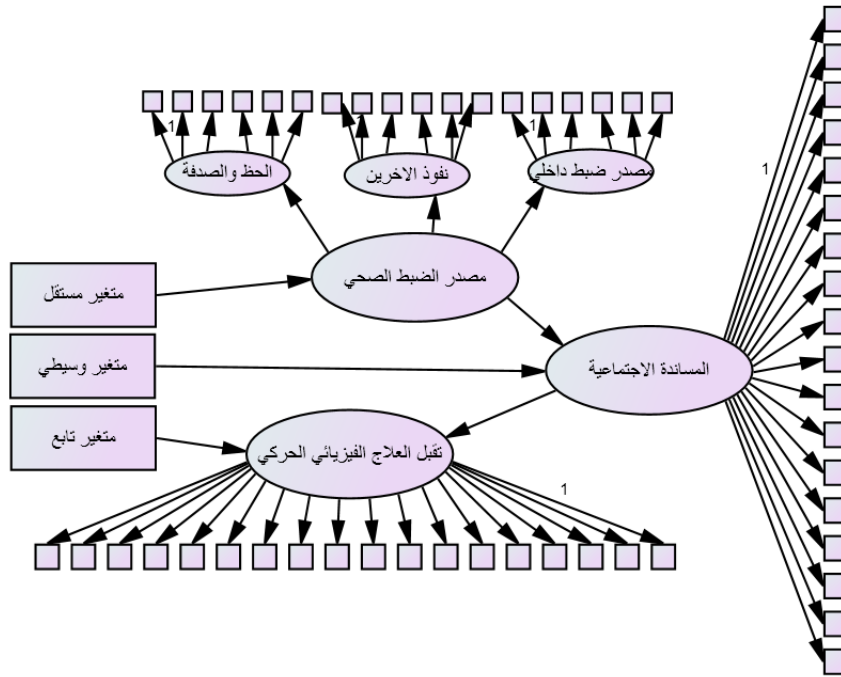 1
1
1
1
الحظ والصدفة
نفوذ الاخرين
مصدر ضبط داخلي
مصدر الضبط الصحي
متغير مستقل
متغير وسيطي
المساندة الاجتماعية
متغير تابع
تقبل العلاج الفيزيائي الحركي
1